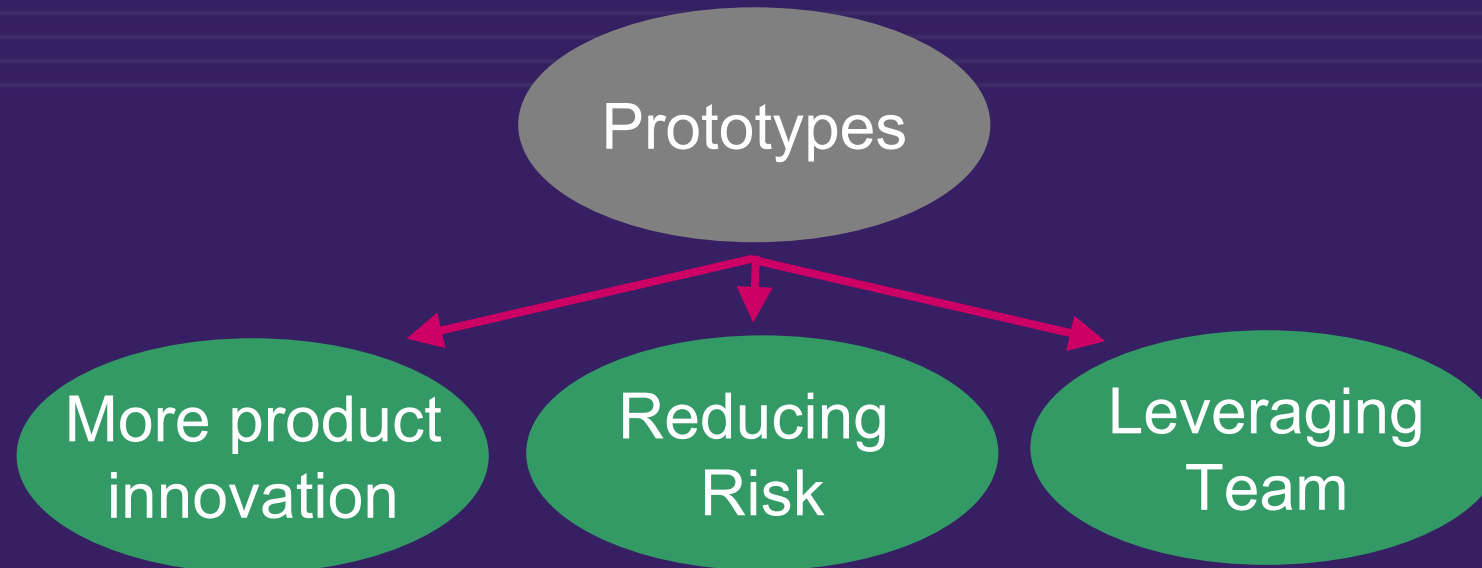 Prototypes
More product
innovation
Reducing
Risk
Leveraging
Team